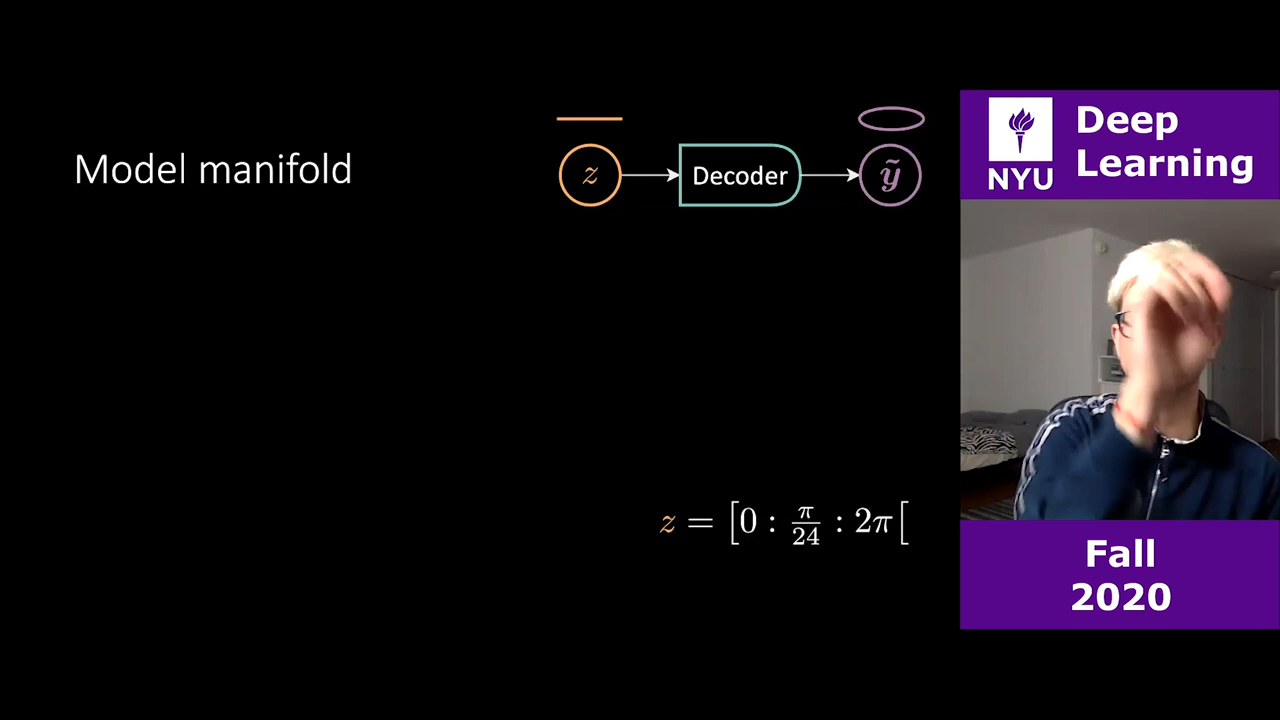 Model manifold
z → Decoder → ỹ
z = [0 : π/24 : 2π[
NYU
Deep
Learning
Fall
2020